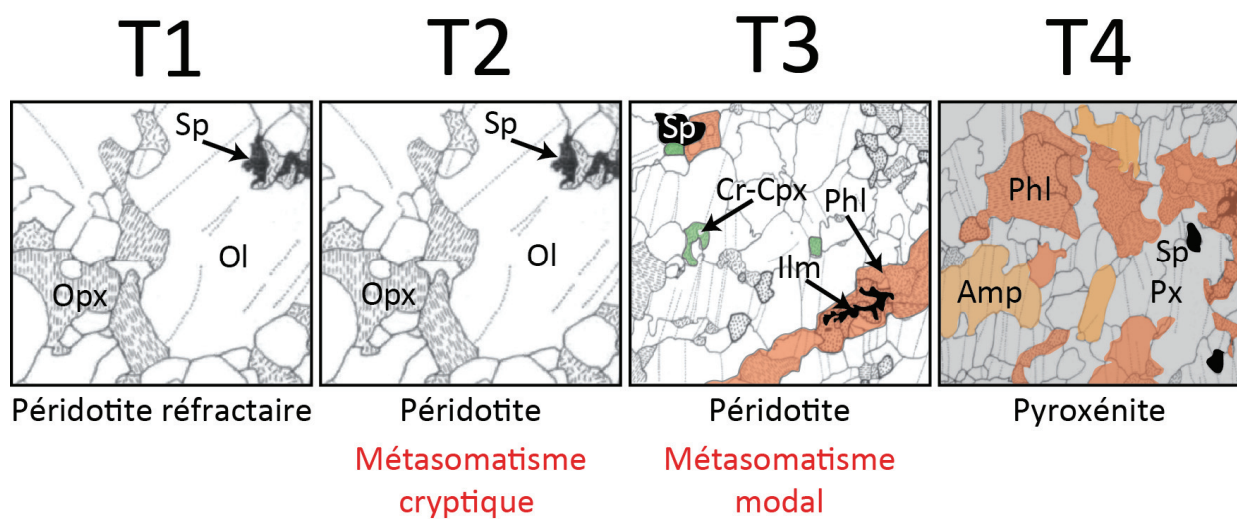 T1
T2
T3
T4
Sp
Ol
Opx
Sp
Ol
Opx
Sp
Cr-Cpx
Phl
Ilm
Phl
Sp
Amp
Px
Péridotite réfractaire
Péridotite
Péridotite
Pyroxénite
Métasomatisme
cryptique
Métasomatisme
modal